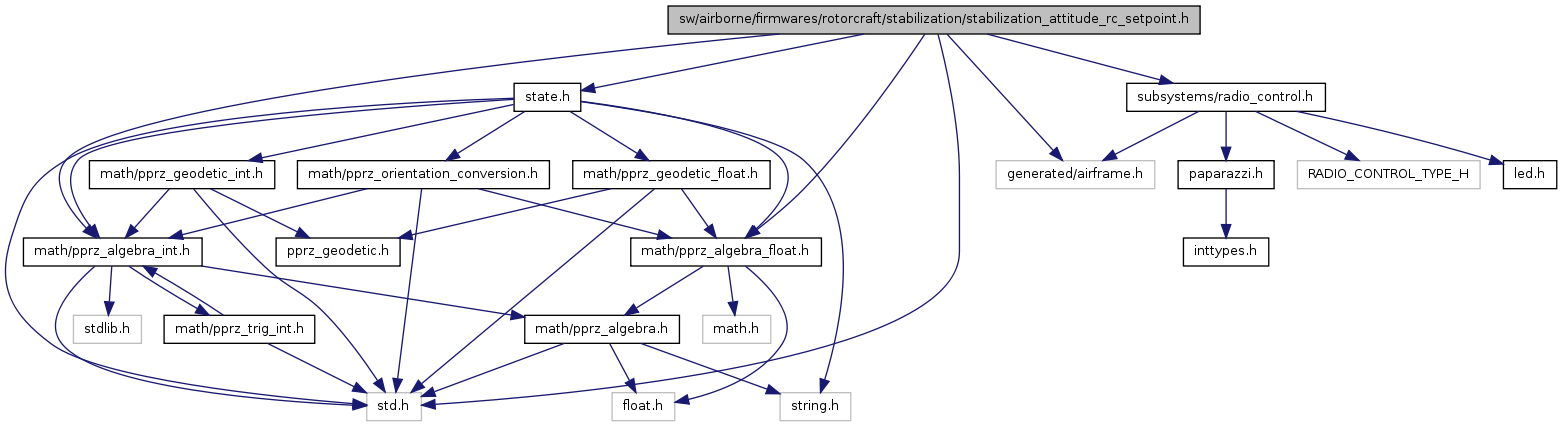 sw/airborne/firmwares/rotorcraft/stabilization/stabilization_attitude_rc_setpoint.h
state.h
subsystems/radio_control.h
math/pprz_geodetic_int.h
math/pprz_orientation_conversion.h
math/pprz_geodetic_float.h
generated/airframe.h
paparazzi.h
RADIO_CONTROL_TYPE_H
led.h
math/pprz_algebra_int.h
pprz_geodetic.h
math/pprz_algebra_float.h
inttypes.h
stdlib.h
math/pprz_trig_int.h
math/pprz_algebra.h
math.h
std.h
float.h
string.h